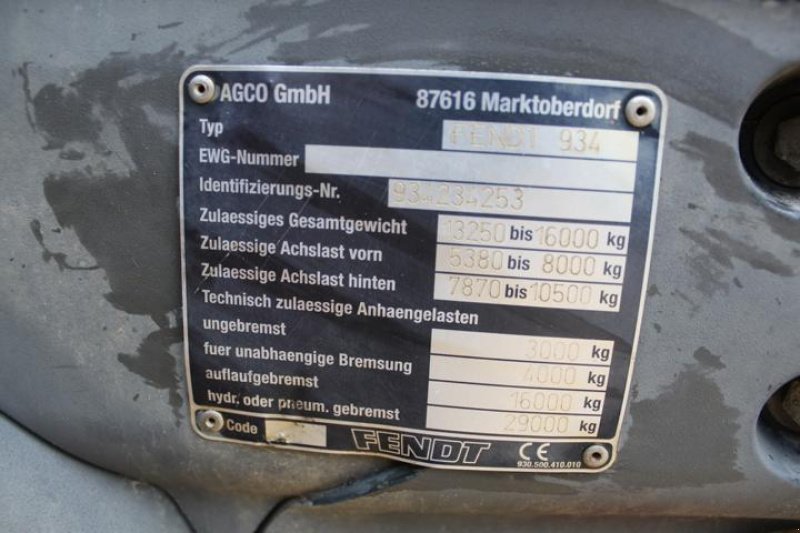 AGCO GmbH 87616 Marktoberdorf
Typ FENDT 934
EWG-Nummer
Identifizierungs-Nr. 934234253
Zulaessiges Gesamtgewicht 13250 bis 16000 kg
Zulaessige Achslast vorn 5380 bis 8000 kg
Zulaessige Achslast hinten 7870 bis 10500 kg
Technisch zulaessige Anhaengelasten
ungebremst 3000 kg
fuer unabhaengige Bremsung 4000 kg
auflaufgebremst 16000 kg
hydr. oder pneum. gebremst 29000 kg
Code FENDT CE
930.500.410.010